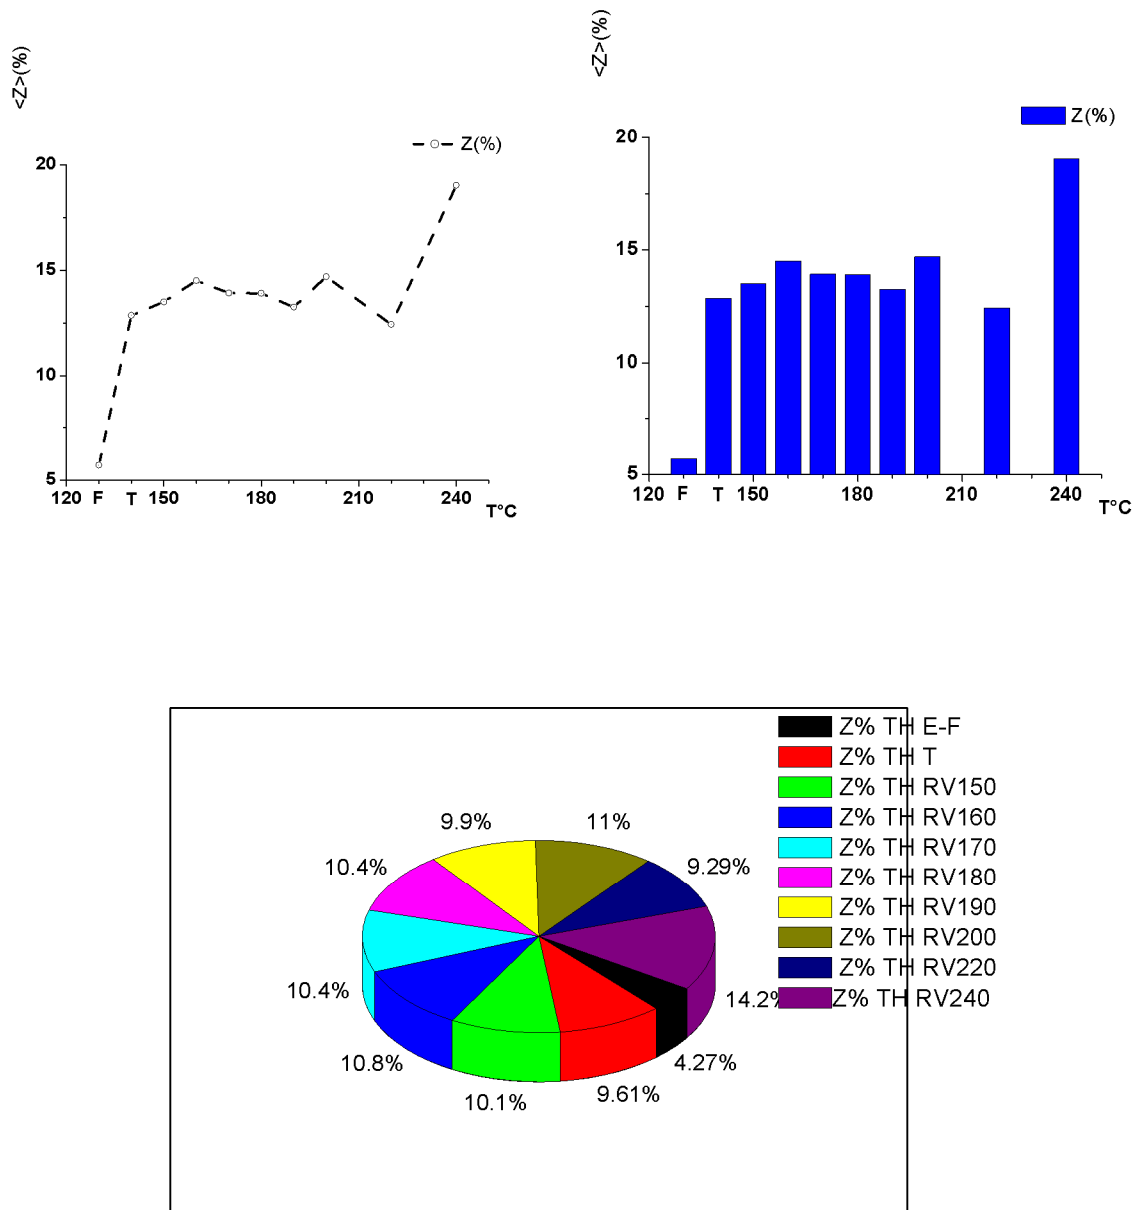 <Z>(%)
Z(%)
20
15
10
5
120 F T 150 180 210 240
T°C
<Z>(%)
Z(%)
20
15
10
5
120 F T 150 180 210 240
T°C
Z% TH E-F
Z% TH T
Z% TH RV150
Z% TH RV160
Z% TH RV170
Z% TH RV180
Z% TH RV190
Z% TH RV200
Z% TH RV220
Z% TH RV240
9.9%
11%
10.4%
9.29%
10.4%
14.2%
10.8%
4.27%
10.1%
9.61%